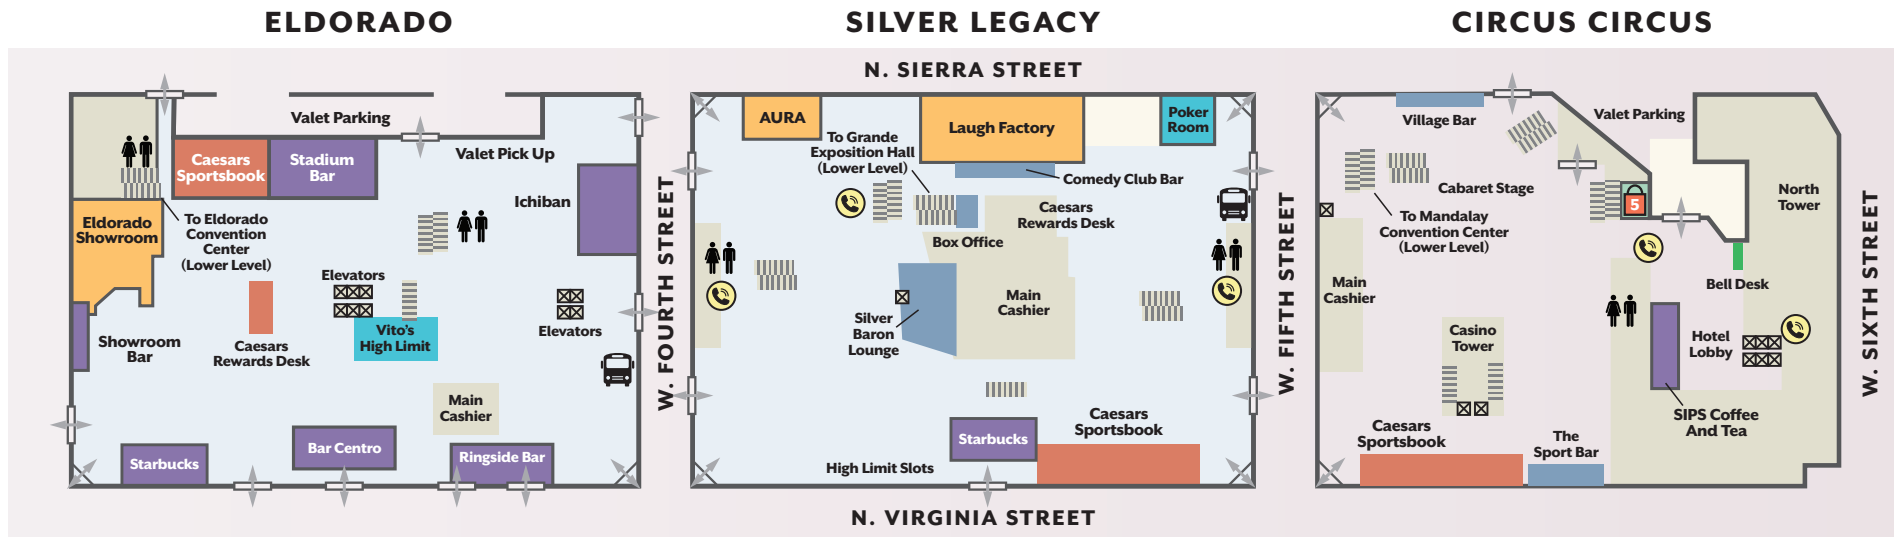 ELDORADO
SILVER LEGACY
CIRCUS CIRCUS
N. SIERRA STREET
Valet Parking
Valet Pick Up
Caesars
Sportsbook
Stadium
Bar
Ichiban
Eldorado
Showroom
To Eldorado
Convention
Center
(Lower Level)
Elevators
Elevators
Showroom
Bar
Caesars
Rewards Desk
Vito's
High Limit
Main
Cashier
Starbucks
Bar Centro
Ringside Bar
W. FOURTH STREET
AURA
Laugh Factory
Poker
Room
To Grande
Exposition Hall
(Lower Level)
Comedy Club Bar
Caesars
Rewards Desk
Box Office
Main
Cashier
Silver
Baron
Lounge
Caesars
Sportsbook
Starbucks
High Limit Slots
W. FIFTH STREET
Village Bar
Valet Parking
Cabaret Stage
To Mandalay
Convention Center
(Lower Level)
5
North
Tower
Main
Cashier
Bell Desk
Casino
Tower
Hotel
Lobby
SIPS Coffee
And Tea
Caesars
Sportsbook
The
Sport Bar
W. SIXTH STREET
N. VIRGINIA STREET